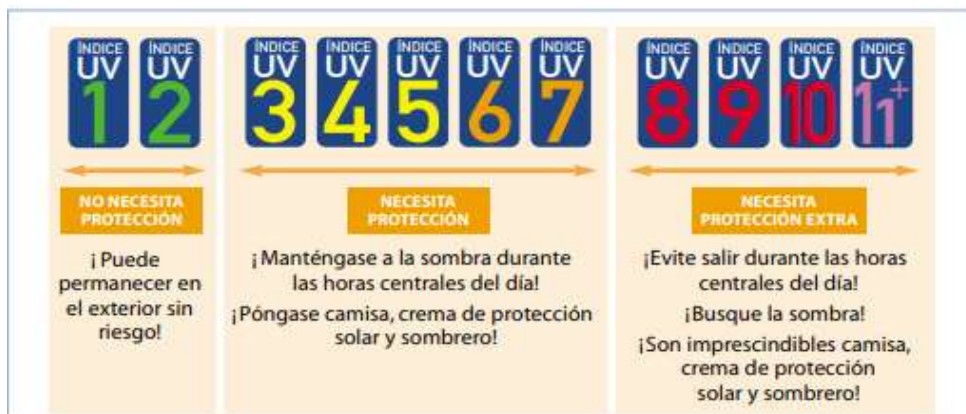 ÍNDICE
UV
1
ÍNDICE
UV
2
ÍNDICE
UV
3
ÍNDICE
UV
4
ÍNDICE
UV
5
ÍNDICE
UV
6
ÍNDICE
UV
7
ÍNDICE
UV
8
ÍNDICE
UV
9
ÍNDICE
UV
10
ÍNDICE
UV
11+
NO NECESITA
PROTECCIÓN
¡Puede
permanecer en
el exterior sin
riesgo!
NECESITA
PROTECCIÓN
¡Manténgase a la sombra durante
las horas centrales del día!
¡Póngase camisa, crema de protección
solar y sombrero!
NECESITA
PROTECCIÓN EXTRA
¡Evite salir durante las horas
centrales del día!
¡Busque la sombra!
¡Son imprescindibles camisa,
crema de protección
solar y sombrero!